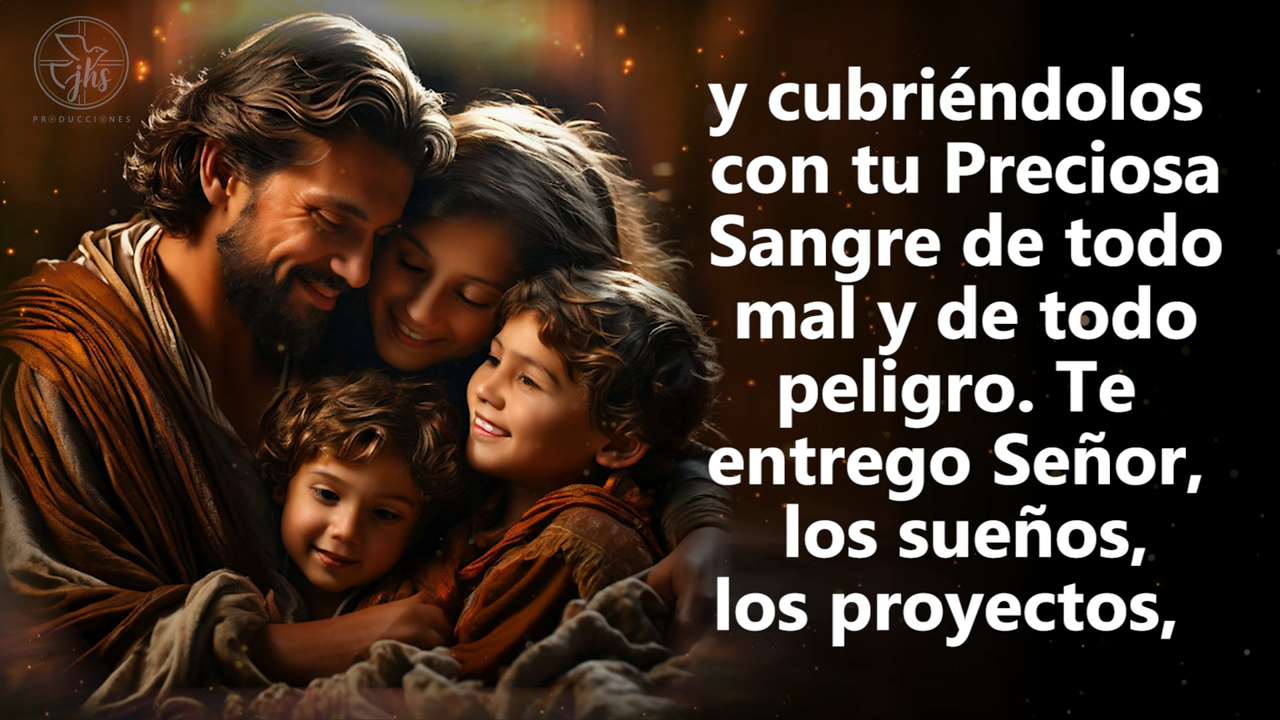 jhs
PRODUCCIONES
y cubriéndolos
con tu Preciosa
Sangre de todo
mal y de todo
peligro. Te
entrego Señor,
los sueños,
los proyectos,